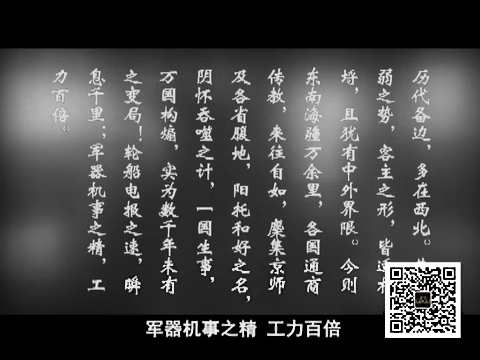 历代备边，多在西北。
弱之势，客主之形，皆适
埒，且犹有中外界限。今则
东南海疆万余里，各国通商
传教，来往自如，麇集京师
及各省腹地，阳托和好之名，
阴怀吞噬之计，一国生事，
万国构煽，实为数千年未有
之变局！轮船电报之速，瞬
息千里；军器机事之精，工
力百倍。
军器机事之精 工力百倍